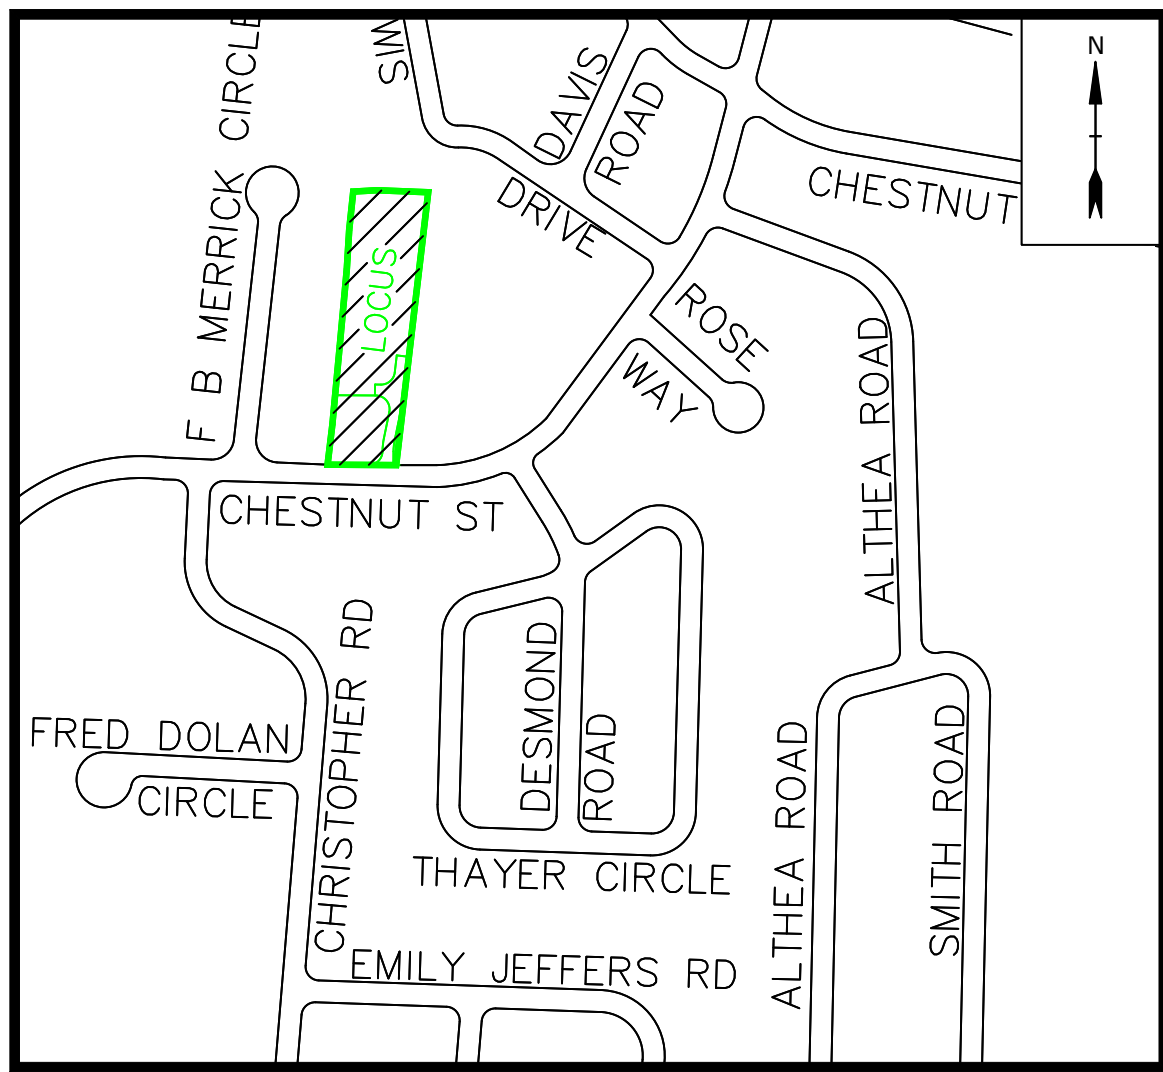 N
F B MERRICK CIRCLE
DAVIS
ROAD
DRIVE
CHESTNUT
LOCUS
ROSE
WAY
ALTHEA ROAD
CHESTNUT ST
CHRISTOPHER RD
FRED DOLAN
CIRCLE
DESMOND
ROAD
THAYER CIRCLE
ALTHEA ROAD
SMITH ROAD
EMILY JEFFERS RD